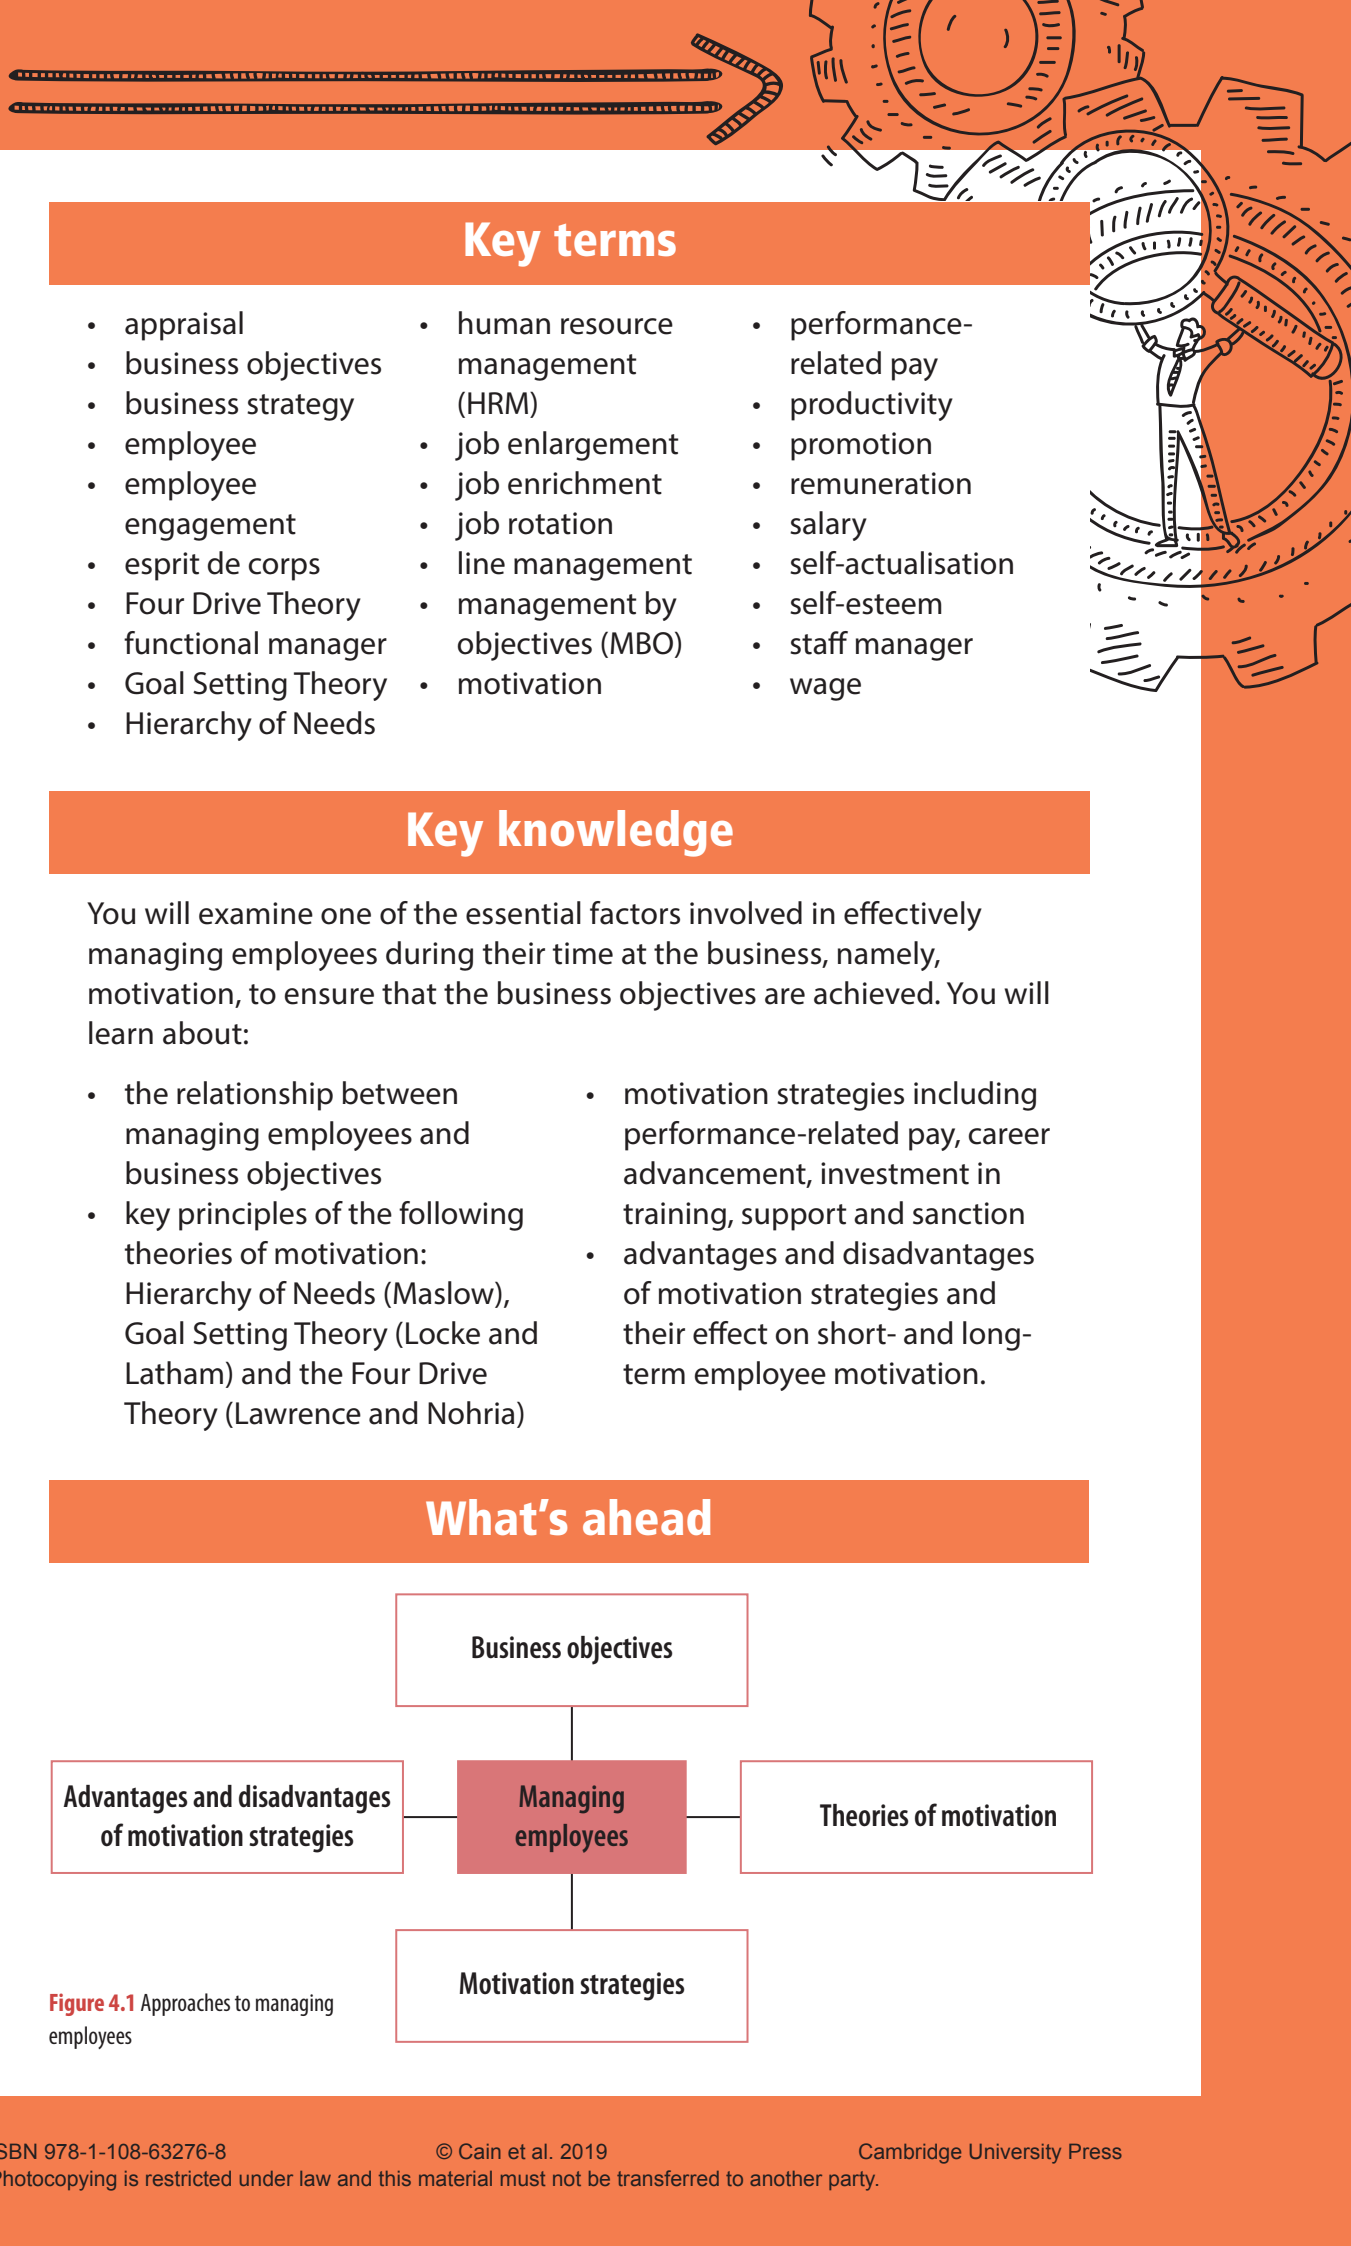 Key terms
• appraisal
• business objectives
• business strategy
• employee
• employee
engagement
• esprit de corps
• Four Drive Theory
• functional manager
• Goal Setting Theory
• Hierarchy of Needs
• human resource
management
(HRM)
• job enlargement
• job enrichment
• job rotation
• line management
• management by
objectives (MBO)
• motivation
• performance-
related pay
• productivity
• promotion
• remuneration
• salary
• self-actualisation
• self-esteem
• staff manager
• wage
Key knowledge
You will examine one of the essential factors involved in effectively
managing employees during their time at the business, namely,
motivation, to ensure that the business objectives are achieved. You will
learn about:
• the relationship between
managing employees and
business objectives
• key principles of the following
theories of motivation:
Hierarchy of Needs (Maslow),
Goal Setting Theory (Locke and
Latham) and the Four Drive
Theory (Lawrence and Nohria)
• motivation strategies including
performance-related pay, career
advancement, investment in
training, support and sanction
• advantages and disadvantages
of motivation strategies and
their effect on short- and long-
term employee motivation.
What's ahead
Business objectives
Advantages and disadvantages
of motivation strategies
Managing
employees
Theories of motivation
Motivation strategies
Figure 4.1 Approaches to managing
employees
SBN 978-1-108-63276-8 © Cain et al. 2019 Cambridge University Press
hotocopying is restricted under law and this material must not be transferred to another party.